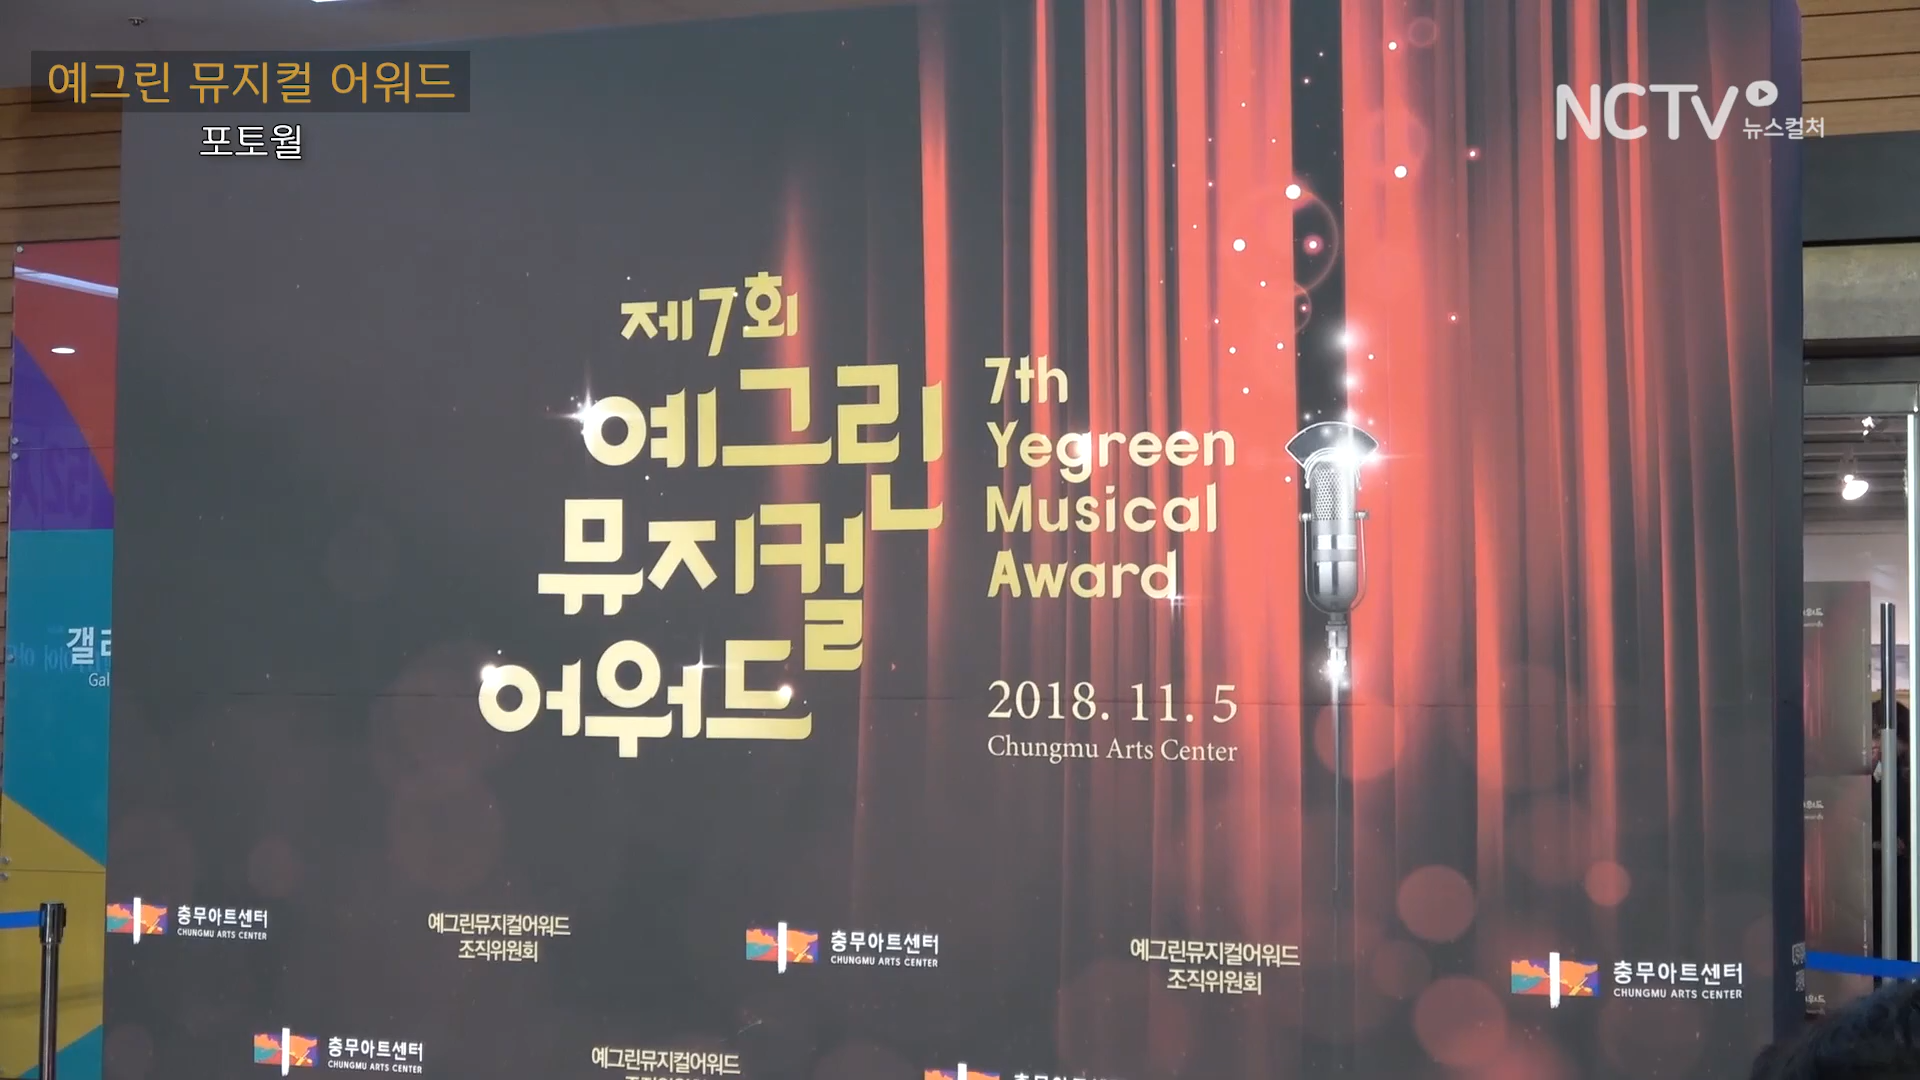 예그린 뮤지컬 어워드
포토월
NCTV
뉴스컬처
제7회
예그린
뮤지컬
어워드
7th
Yegreen
Musical
Award
2018. 11. 5
Chungmu Arts Center
충무아트센터
CHUNGMU ARTS CENTER
예그린뮤지컬어워드
조직위원회
충무아트센터
CHUNGMU ARTS CENTER
예그린뮤지컬어워드
조직위원회
충무아트센터
CHUNGMU ARTS CENTER
충무아트센터
CHUNGMU ARTS CENTER
예그린뮤지컬어워드